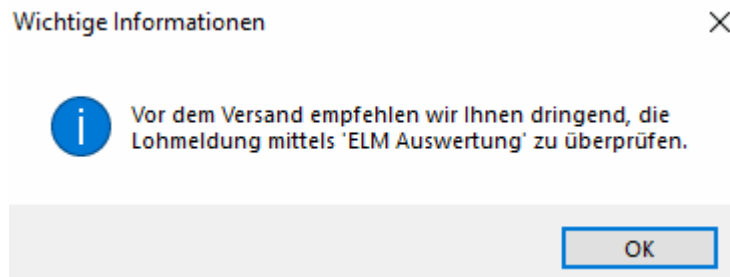 Wichtige Informationen
Vor dem Versand empfehlen wir Ihnen dringend, die
Lohmeldung mittels 'ELM Auswertung' zu überprüfen.
OK